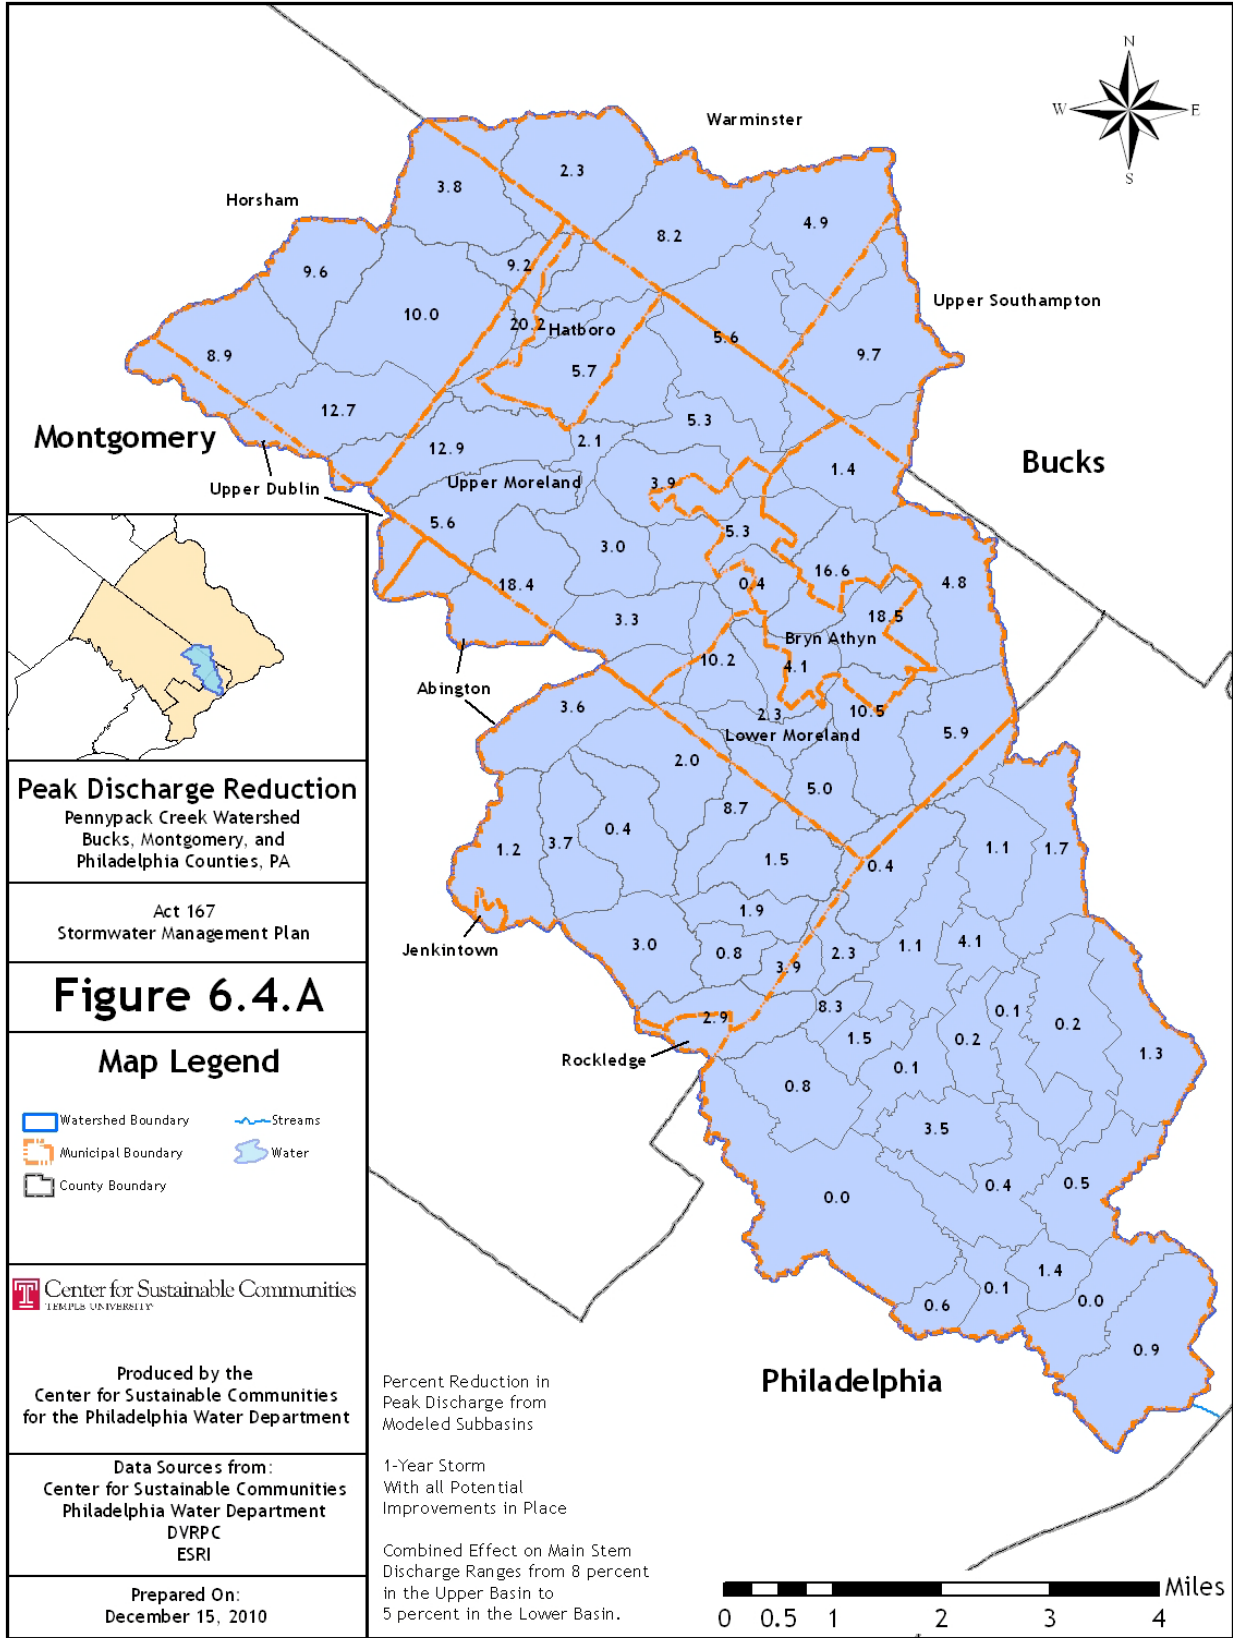 N
W
E
S
Warminster
Horsham
2.3
3.8
4.9
8.2
9.2
9.6
Upper Southampton
10.0
20.2
Hatboro
5.6
8.9
9.7
5.7
12.7
5.3
Montgomery
12.9
2.1
Bucks
1.4
Upper Dublin
Upper Moreland
3.9
5.6
5.3
3.0
16.6
18.4
0.4
4.8
3.3
18.5
Bryn Athyn
10.2
4.1
Abington
3.6
2.3
10.5
Lower Moreland
5.9
2.0
5.0
8.7
1.2
3.7
0.4
1.5
0.4
1.1
1.7
1.9
Jenkintown
3.0
0.8
3.9
2.3
1.1
4.1
2.9
8.3
0.1
0.2
Rockledge
1.5
0.2
1.3
0.1
0.8
3.5
0.0
0.4
0.5
1.4
0.1
0.6
0.0
0.9
Philadelphia
Peak Discharge Reduction
Pennypack Creek Watershed
Bucks, Montgomery, and
Philadelphia Counties, PA
Act 167
Stormwater Management Plan
Figure 6.4.A
Map Legend
Watershed Boundary
Streams
Municipal Boundary
Water
County Boundary
T Center for Sustainable Communities
TEMPLE UNIVERSITY
Produced by the
Center for Sustainable Communities
for the Philadelphia Water Department
Data Sources from:
Center for Sustainable Communities
Philadelphia Water Department
DVRPC
ESRI
Prepared On:
December 15, 2010
Percent Reduction in
Peak Discharge from
Modeled Subbasins
1-Year Storm
With all Potential
Improvements in Place
Combined Effect on Main Stem
Discharge Ranges from 8 percent
in the Upper Basin to
5 percent in the Lower Basin.
Miles
0 0.5 1 2 3 4